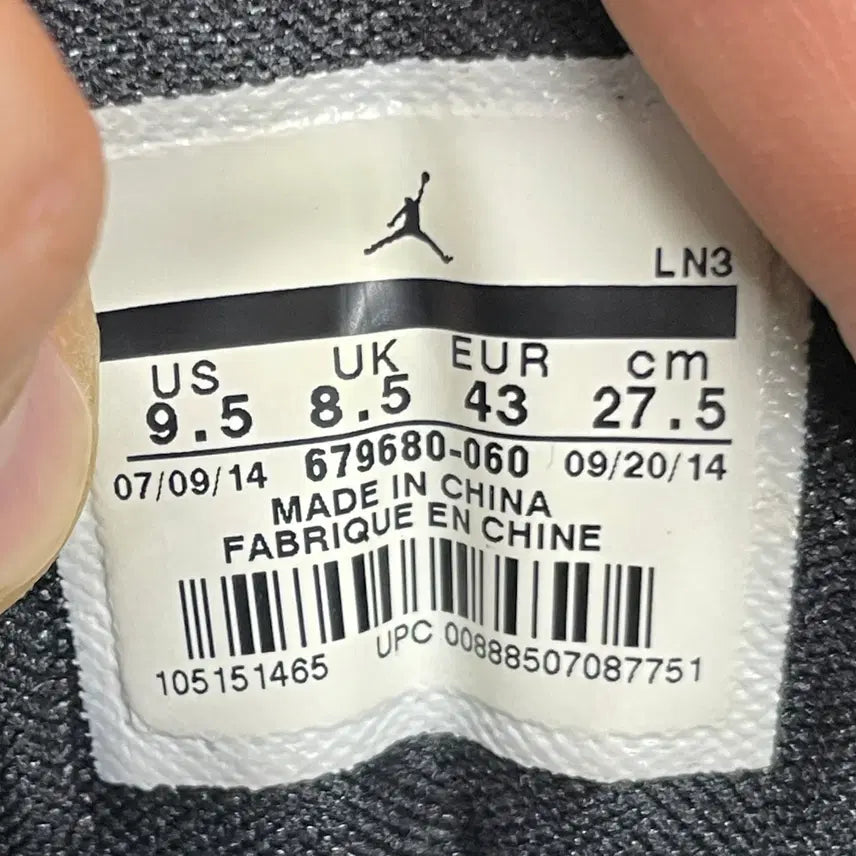 LN3
US UK EUR cm
9.5 8.5 43 27.5
07/09/14 679680-060 09/20/14
MADE IN CHINA
FABRIQUE EN CHINE
105151465 UPC 00888507087751